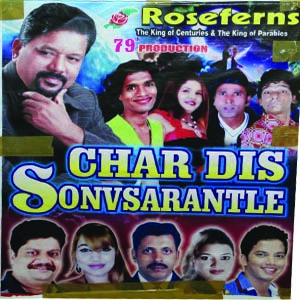 Roseferns
The King of Centuries & The King of Parables
79 PRODUCTION
CHAR DIS
SONVSARANTLE